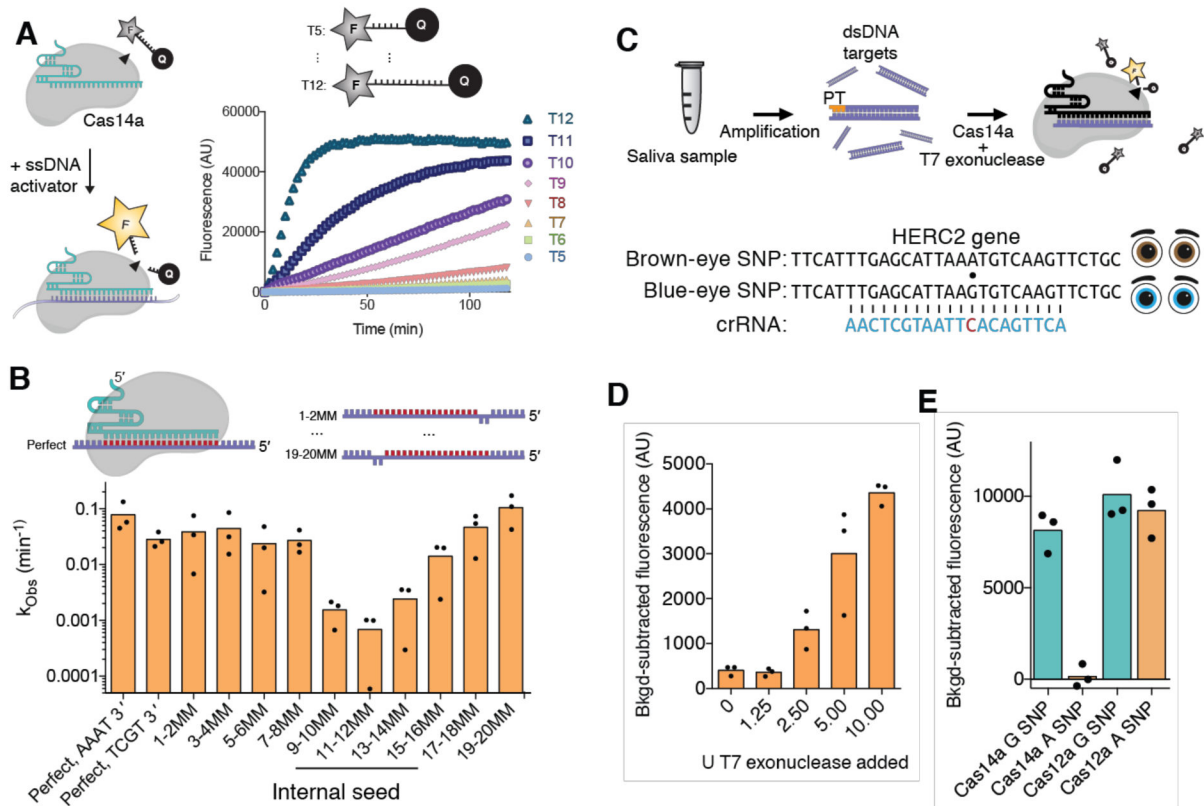 A
F
Q
Cas14a
+ ssDNA
activator
F
Q
T5:
F
Q
⋮
⋮
T12:
F
Q
Fluorescence (AU)
60000
40000
20000
0
0
50
100
Time (min)
T12
T11
T10
T9
T8
T7
T6
T5
B
5′
Perfect
5′
1-2MM
5′
...
...
19-20MM
5′
kObs (min-1)
0.1
0.01
0.001
0.0001
Perfect, AAAT 3′
Perfect, TCGT 3′
1-2MM
3-4MM
5-6MM
7-8MM
9-10MM
11-12MM
13-14MM
15-16MM
17-18MM
19-20MM
Internal seed
C
Saliva sample
Amplification
dsDNA
targets
PT
Cas14a
+
T7 exonuclease
F
HERC2 gene
Brown-eye SNP: TTCATTTGAGCATTAAATGTCAAGTTCTGC
Blue-eye SNP: TTCATTTGAGCATTAAGTGTCAAGTTCTGC
crRNA: AACTCGTAATTCACAGTTCA
D
Bkgd-subtracted fluorescence (AU)
5000
4000
3000
2000
1000
0
0
1.25
2.50
5.00
10.00
U T7 exonuclease added
E
Bkgd-subtracted fluorescence (AU)
10000
5000
0
Cas14a G SNP
Cas14a A SNP
Cas12a G SNP
Cas12a A SNP